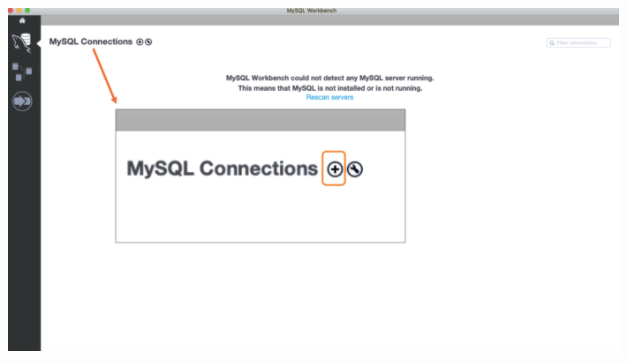 MySQL Workbench
MySQL Connections
Filter connections
MySQL Workbench could not detect any MySQL server running.
This means that MySQL is not installed or is not running.
Rescan servers
MySQL Connections